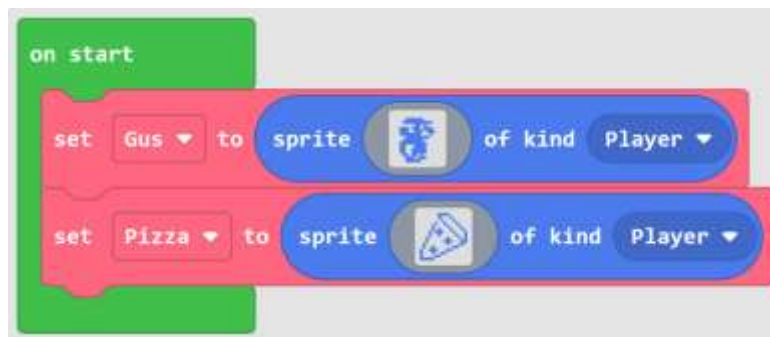 on start
set Gus to sprite of kind Player
set Pizza to sprite of kind Player